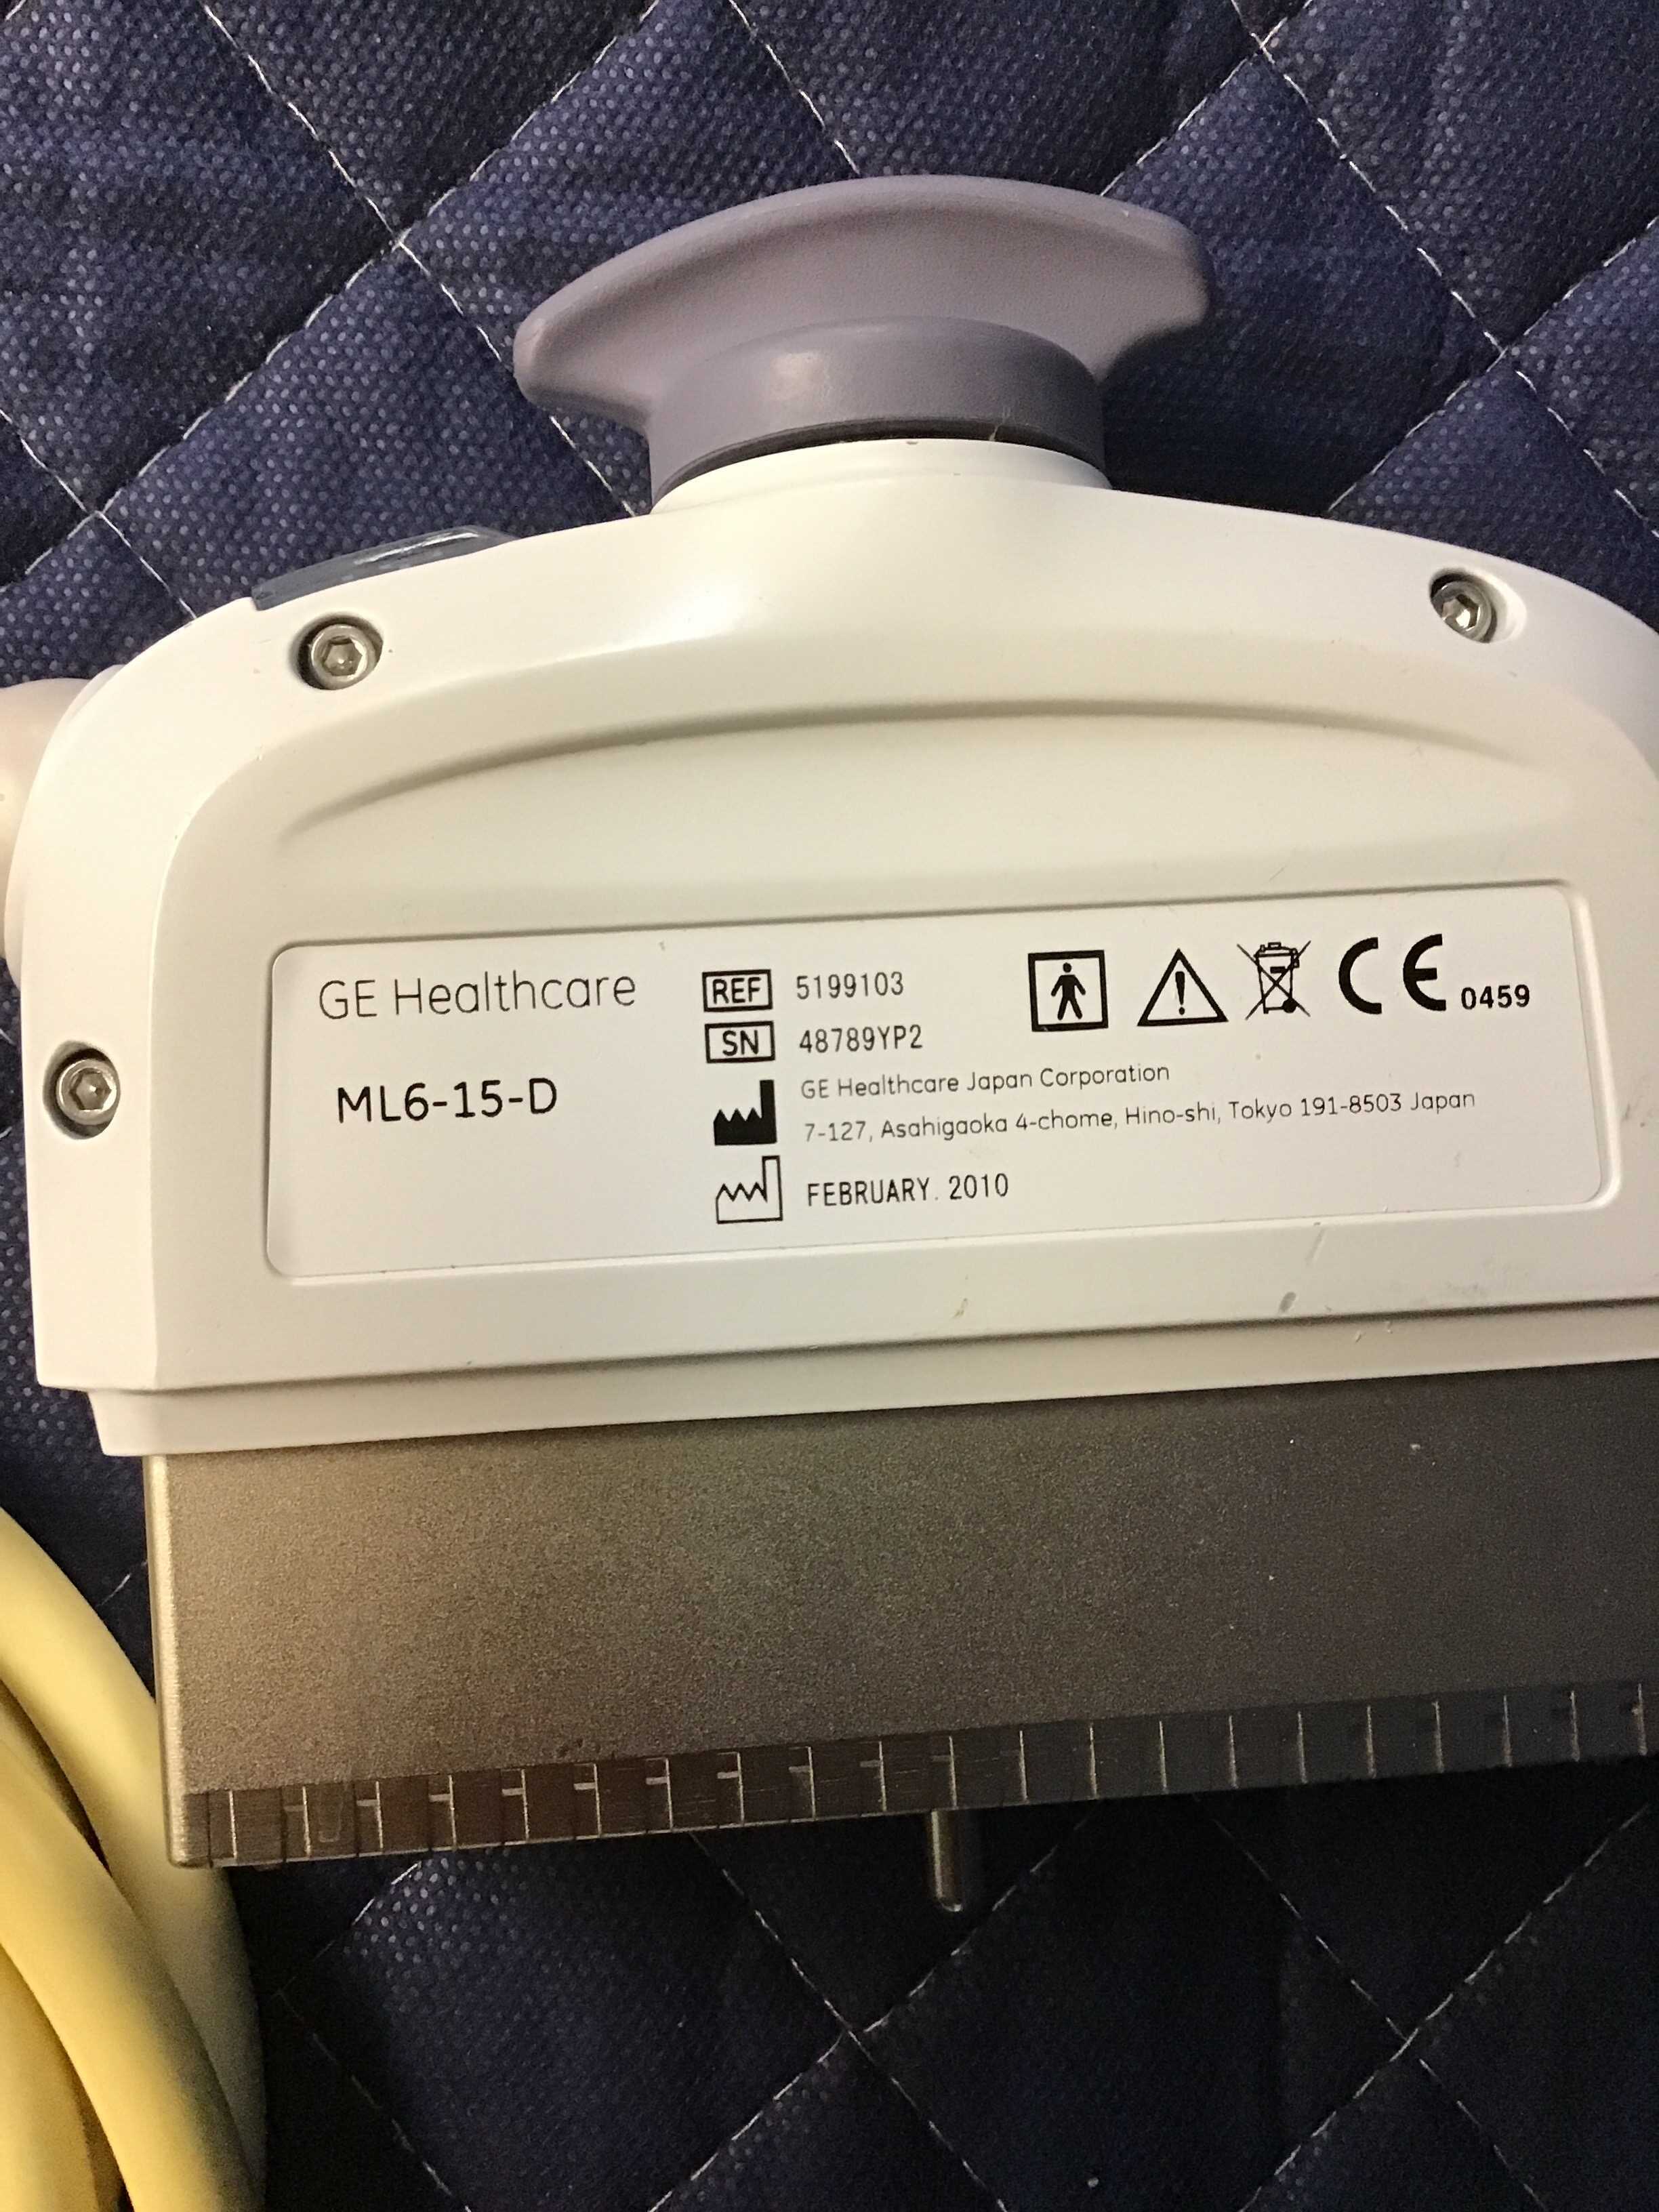 GE Healthcare
ML6-15-D
REF 5199103
SN 48789YP2
GE Healthcare Japan Corporation
7-127, Asahigaoka 4-chome, Hino-shi, Tokyo 191-8503 Japan
FEBRUARY. 2010
CE 0459